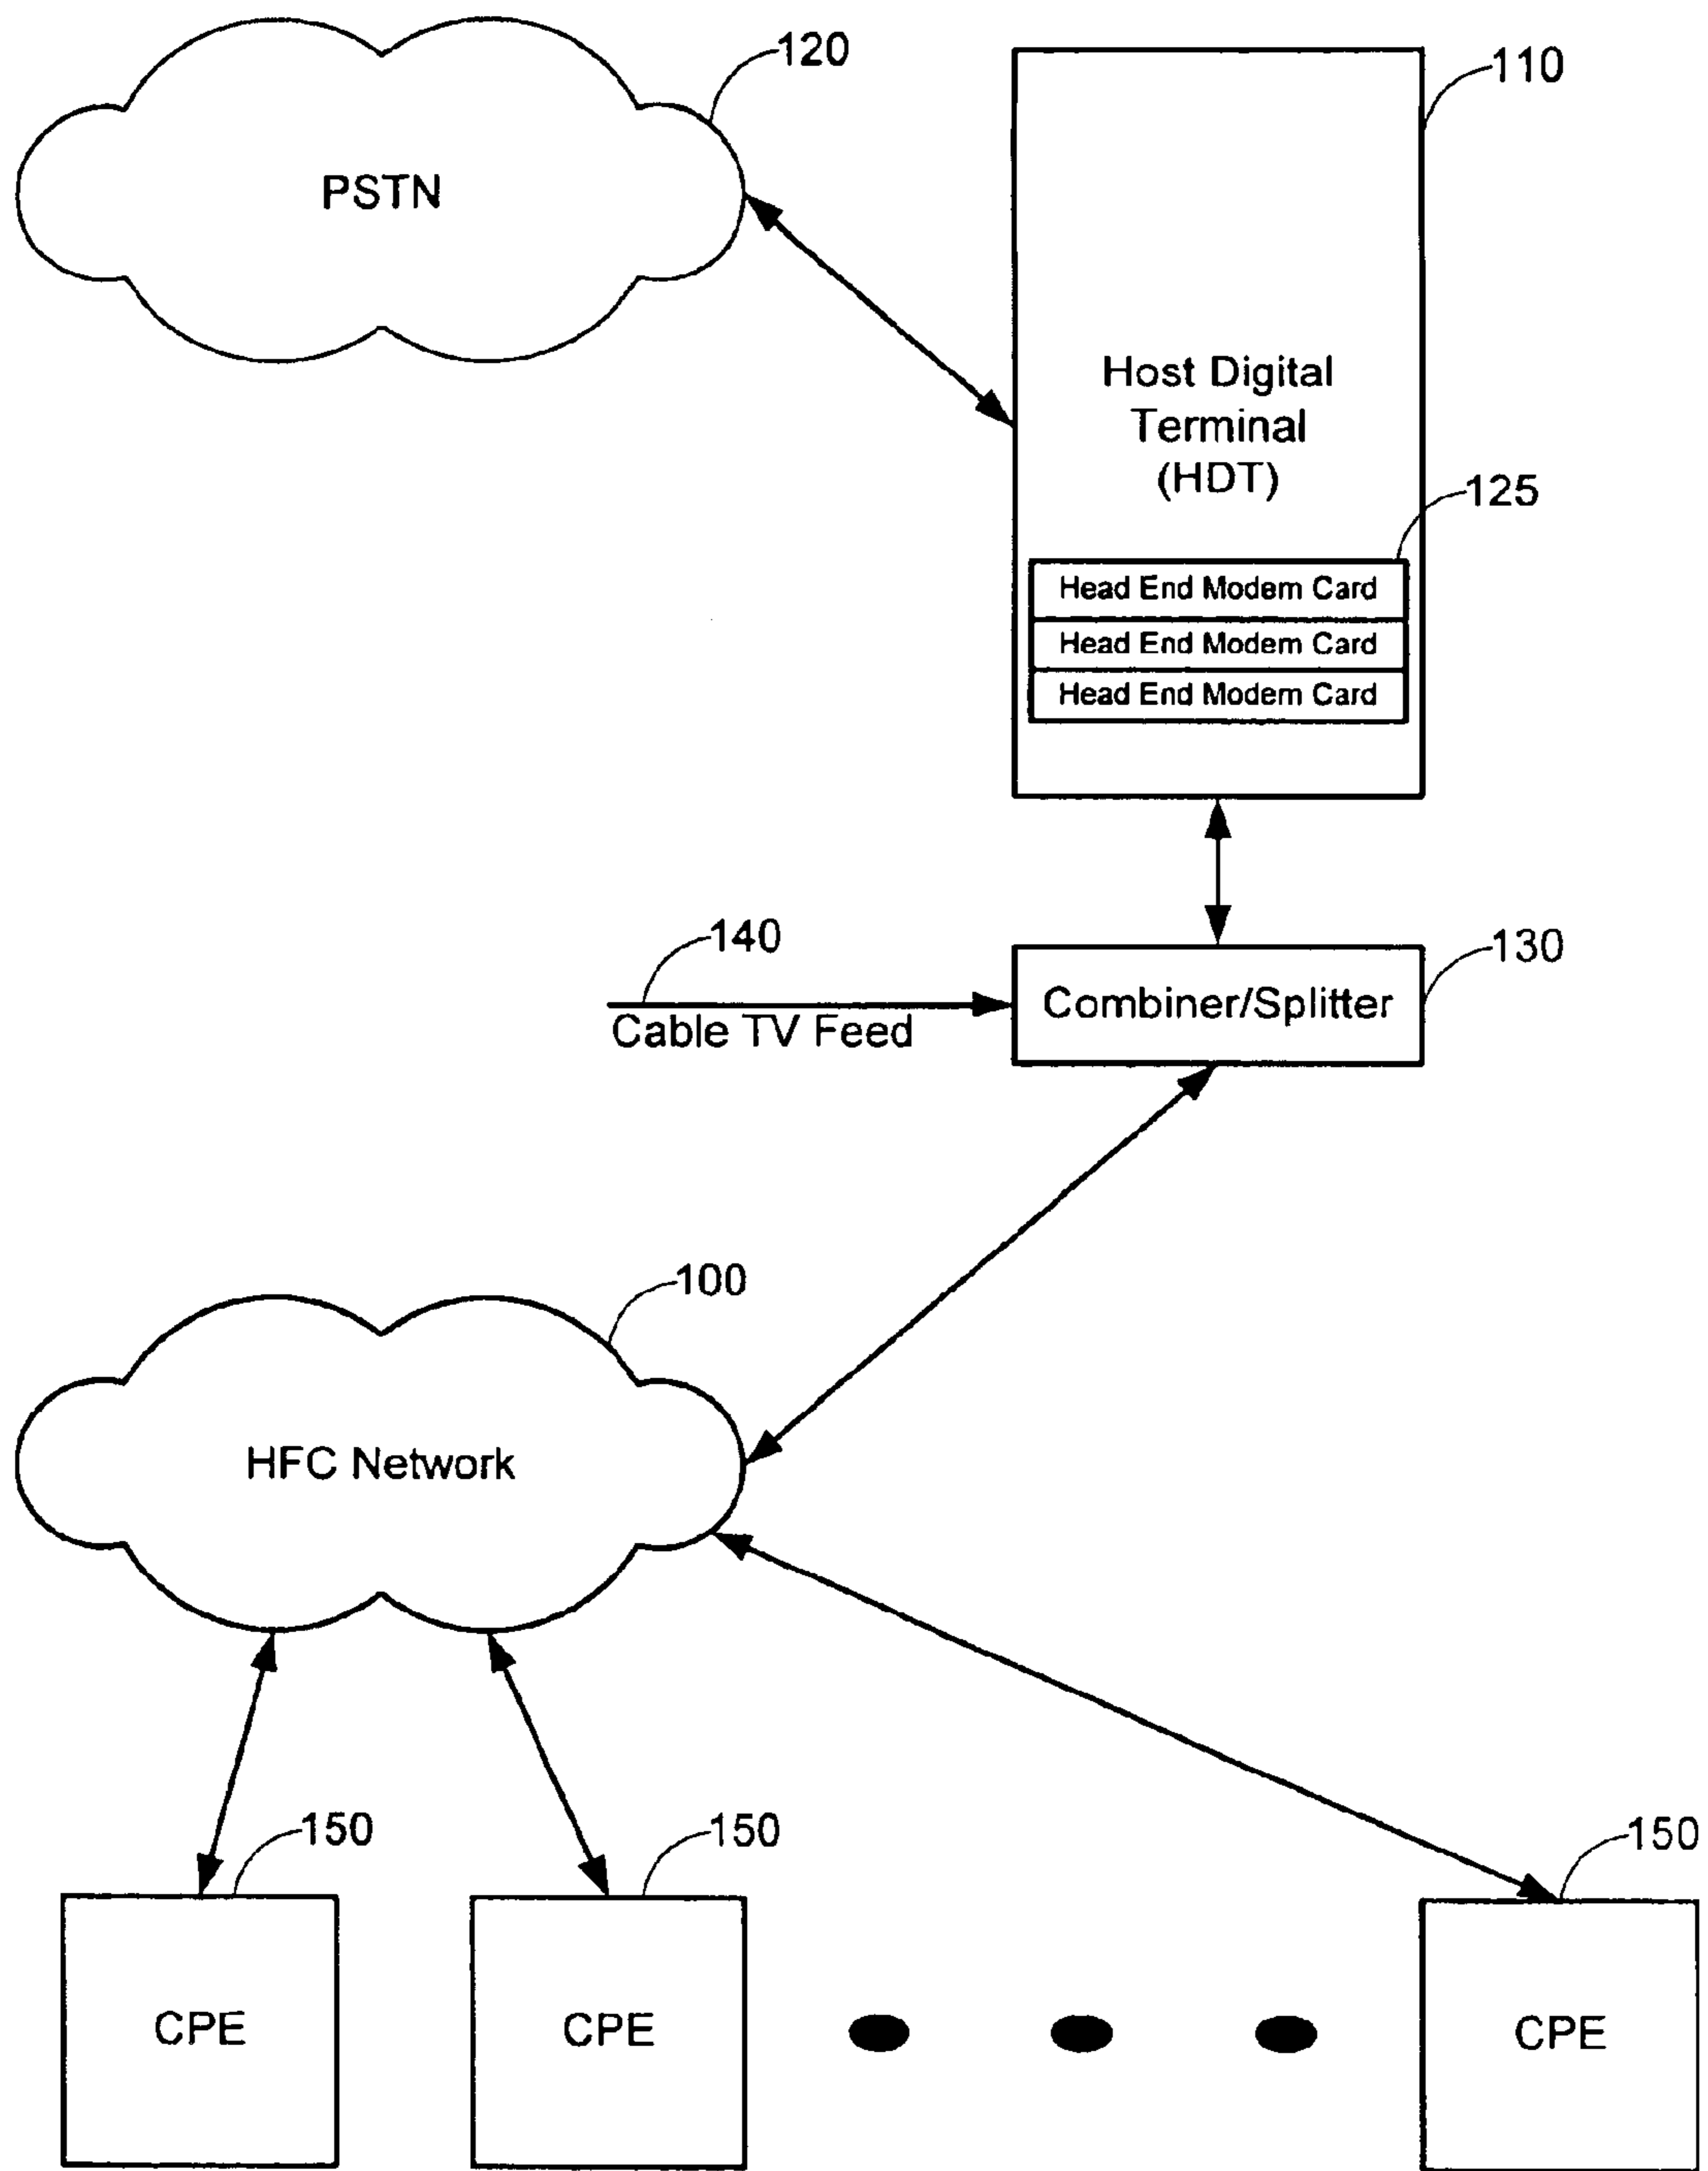 120
110
PSTN
Host Digital
Terminal
(HDT)
125
Head End Modem Card
Head End Modem Card
Head End Modem Card
140
130
Combiner/Splitter
Cable TV Feed
100
HFC Network
150
150
150
CPE
CPE
CPE